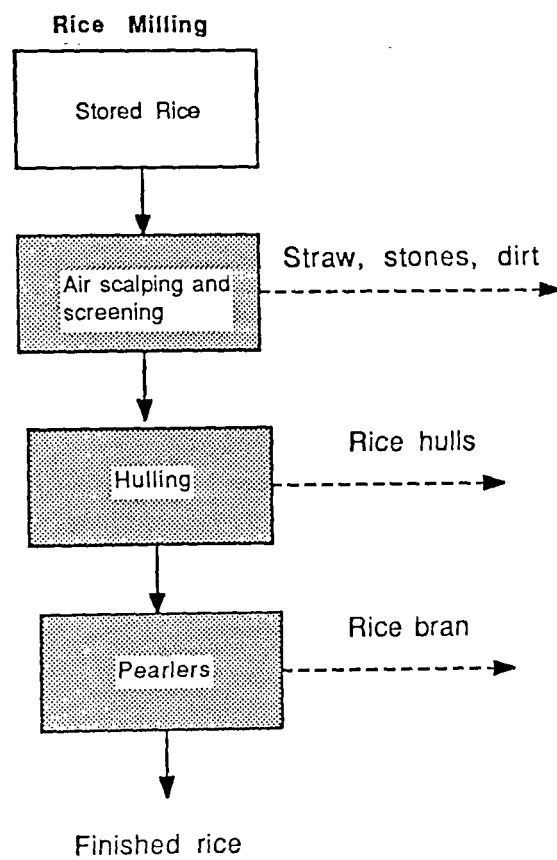 Rice Milling
Stored Rice
Straw, stones, dirt
Air scalping and
screening
Rice hulls
Hulling
Rice bran
Pearlers
Finished rice